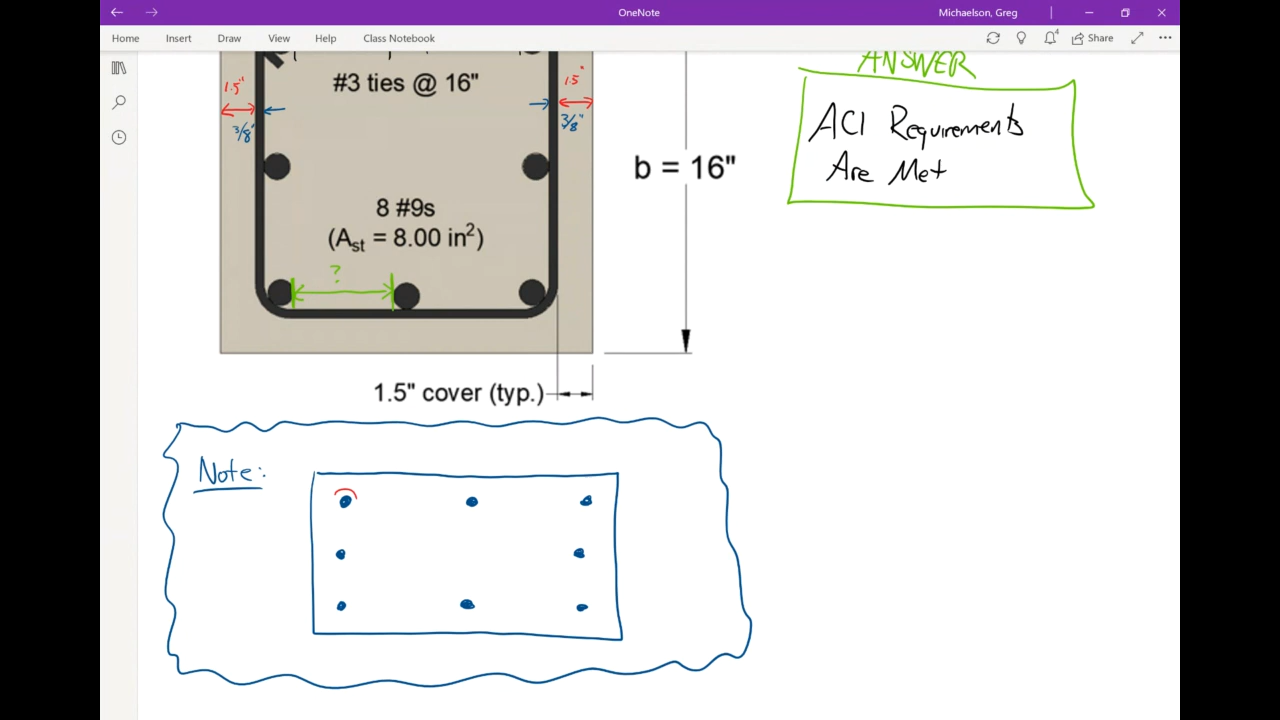 OneNote
Michaelson, Greg
Home Insert Draw View Help Class Notebook
4
Share
ANSWER
#3 ties @ 16"
1.5"
1.5"
3/8"
3/8"
ACI Requirements
Are Met
b = 16"
8 #9s
(Ast = 8.00 in²)
?
1.5" cover (typ.)
Note: